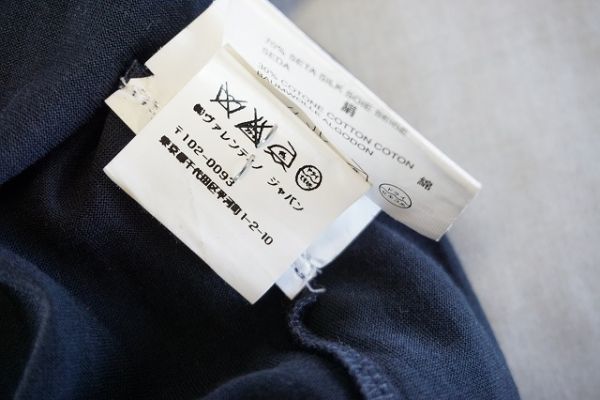 70% SETA SILK SOIE SEIDE
SEDA
絹
30% COTONE COTTON COTON
BAUMWOLLE ALGODON
綿
㈱ヴァレンティノ ジャパン
〒102-0093
東京都千代田区平河町1-2-10